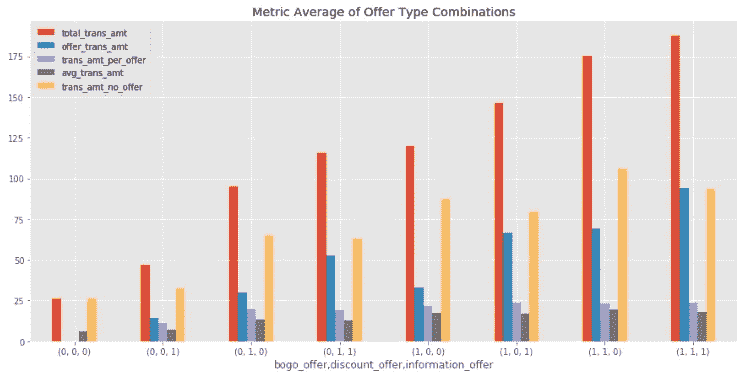 Metric Average of Offer Type Combinations
total_trans_amt
offer_trans_amt
trans_amt_per_offer
avg_trans_amt
trans_amt_no_offer
175
150
125
100
75
50
25
0
(0, 0, 0) (0, 0, 1) (0, 1, 0) (0, 1, 1) (1, 0, 0) (1, 0, 1) (1, 1, 0) (1, 1, 1)
bogo_offer,discount_offer,information_offer